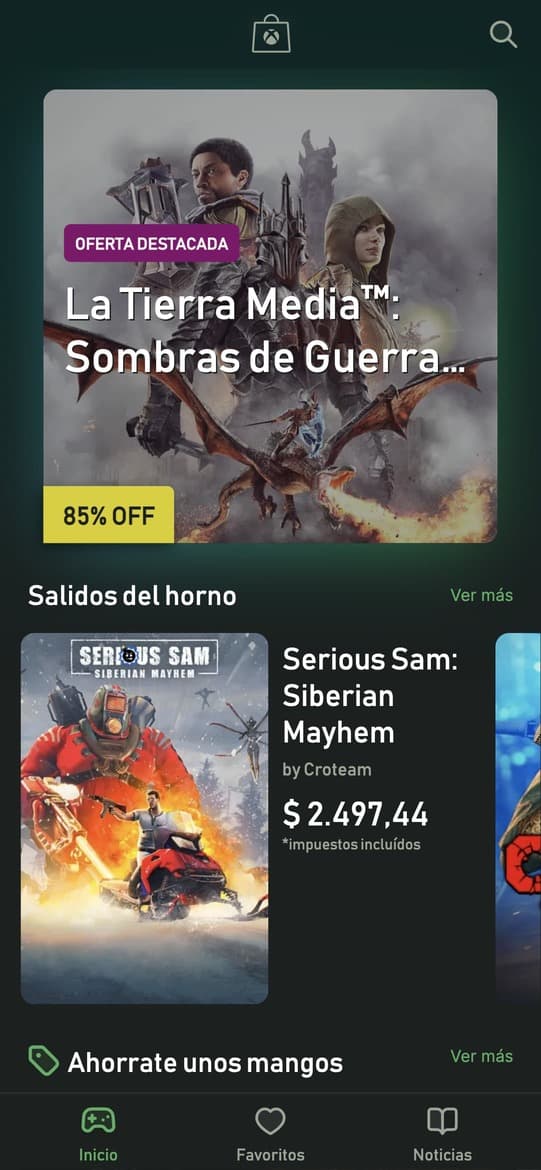 OFERTA DESTACADA
La Tierra Media™:
Sombras de Guerra...
85% OFF
Salidos del horno
Ver más
SERIOUS SAM
SIBERIAN MAYHEM
Serious Sam:
Siberian
Mayhem
by Croteam
$ 2.497,44
*impuestos incluídos
Ahorrate unos mangos
Ver más
Inicio
Favoritos
Noticias